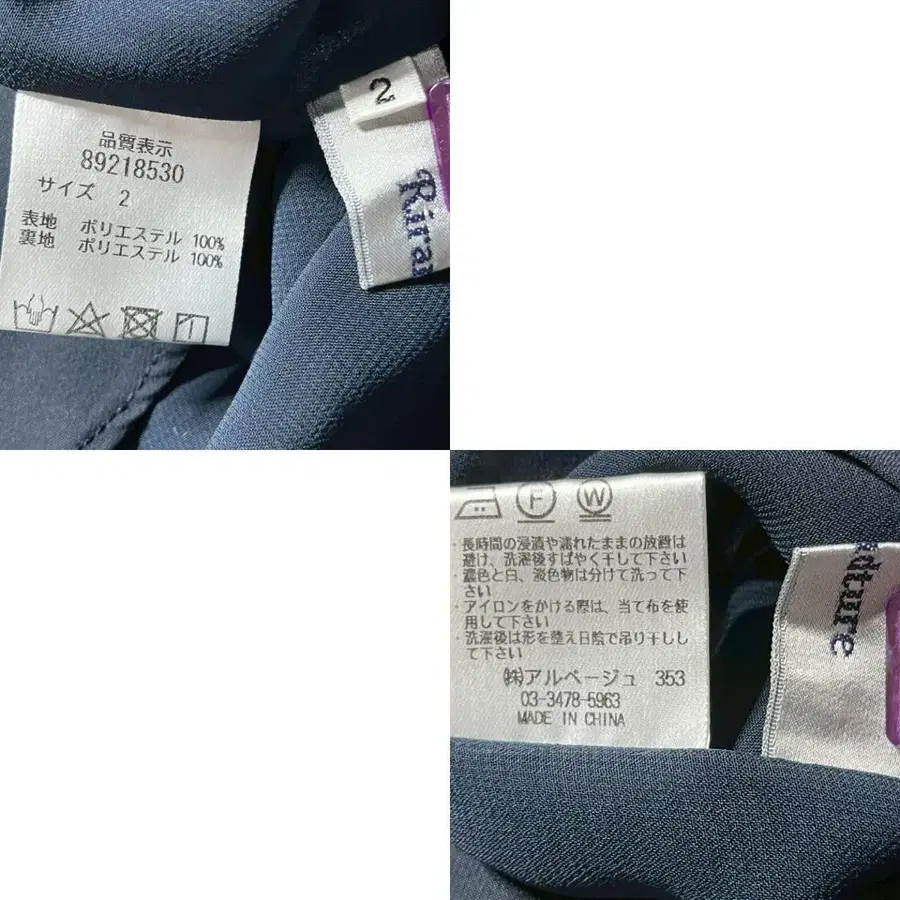 品質表示
89218530
サイズ 2
表地 ポリエステル 100%
裏地 ポリエステル 100%
2
F
W
・長時間の浸漬や濡れたままの放置は
避け、洗濯後すばやく干して下さい
・濃色と白、淡色物は分けて洗って下
さい
・アイロンをかける際は、当て布を使
用して下さい
・洗濯後は形を整え日陰で吊り干しし
て下さい
㈱アルページュ 353
03-3478-5963
MADE IN CHINA